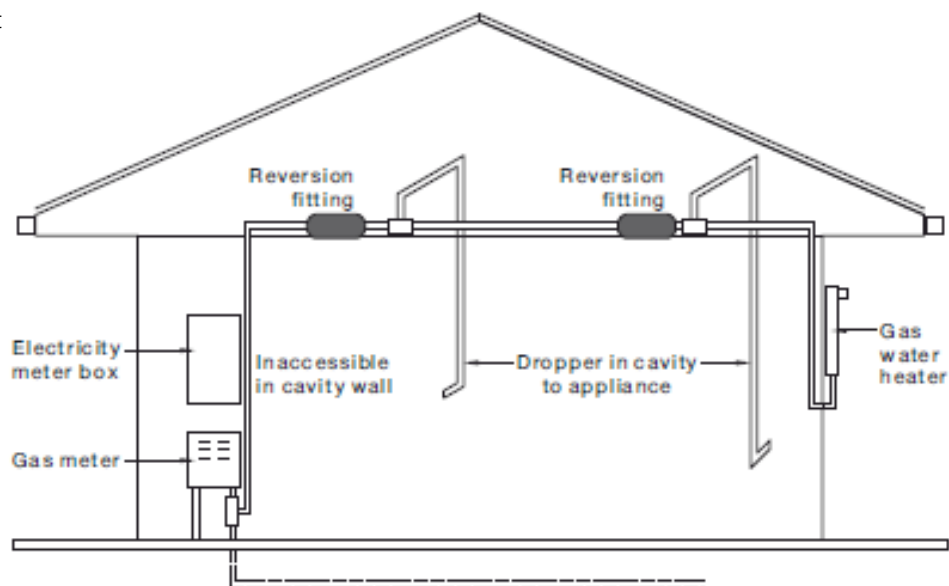 Reversion
fitting
Reversion
fitting
Electricity
meter box
Inaccessible
in cavity wall
Dropper in cavity
to appliance
Gas
water
heater
Gas meter